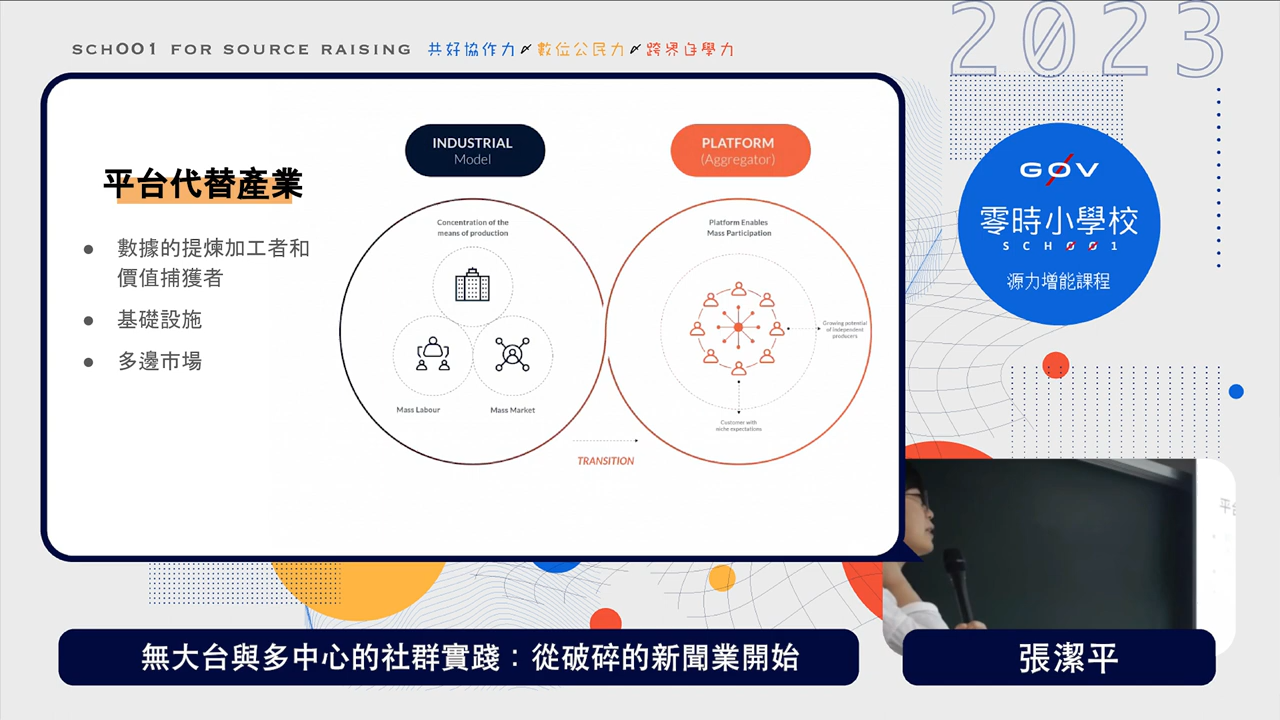 2023
SCH001 FOR SOURCE RAISING 共好協作力 數位公民力 跨界自學力
平台代替產業
數據的提煉加工者和
價值捕獲者
基礎設施
多邊市場
INDUSTRIAL
Model
Concentration of the
means of production
Mass Labour
Mass Market
TRANSITION
PLATFORM
(Aggregator)
Platform Enables
Mass Participation
Growing potential
of independent
producers
Customer with
niche expectations
G0V
零時小學校
SCH001
源力增能課程
平台
無大台與多中心的社群實踐：從破碎的新聞業開始
張潔平